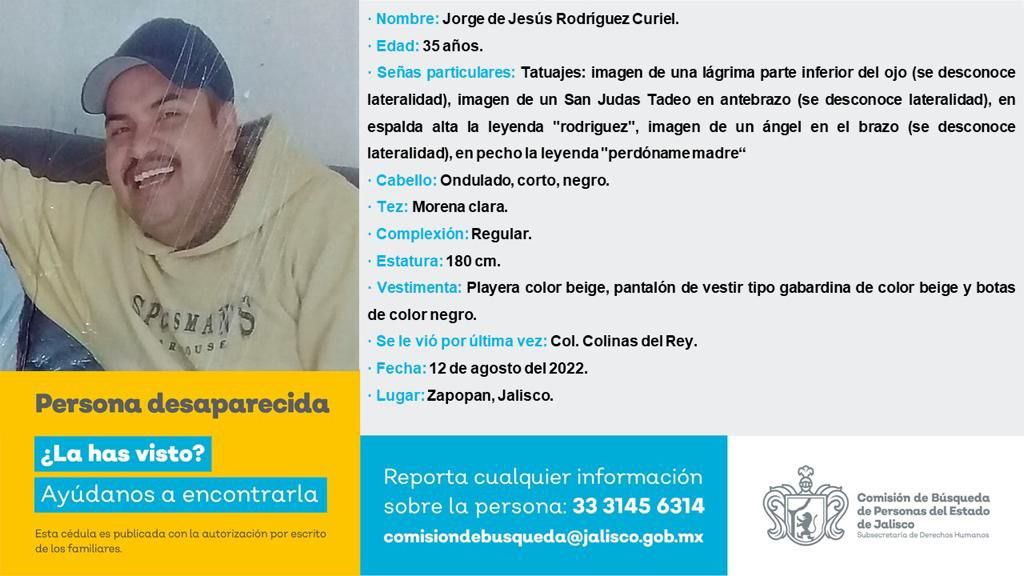 · Nombre: Jorge de Jesús Rodríguez Curiel.
· Edad: 35 años.
· Señas particulares: Tatuajes: imagen de una lágrima parte inferior del ojo (se desconoce
lateralidad), imagen de un San Judas Tadeo en antebrazo (se desconoce lateralidad), en
espalda alta la leyenda "rodriguez", imagen de un ángel en el brazo (se desconoce
lateralidad), en pecho la leyenda "perdóname madre“
· Cabello: Ondulado, corto, negro.
· Tez: Morena clara.
· Complexión: Regular.
· Estatura: 180 cm.
· Vestimenta: Playera color beige, pantalón de vestir tipo gabardina de color beige y botas
de color negro.
· Se le vió por última vez: Col. Colinas del Rey.
· Fecha: 12 de agosto del 2022.
· Lugar: Zapopan, Jalisco.
Persona desaparecida
¿La has visto?
Ayúdanos a encontrarla
Esta cédula es publicada con la autorización por escrito
de los familiares.
Reporta cualquier información
sobre la persona: 33 3145 6314
comisiondebusqueda@jalisco.gob.mx
Comisión de Búsqueda
de Personas del Estado
de Jalisco
Subsecretaría de Derechos Humanos